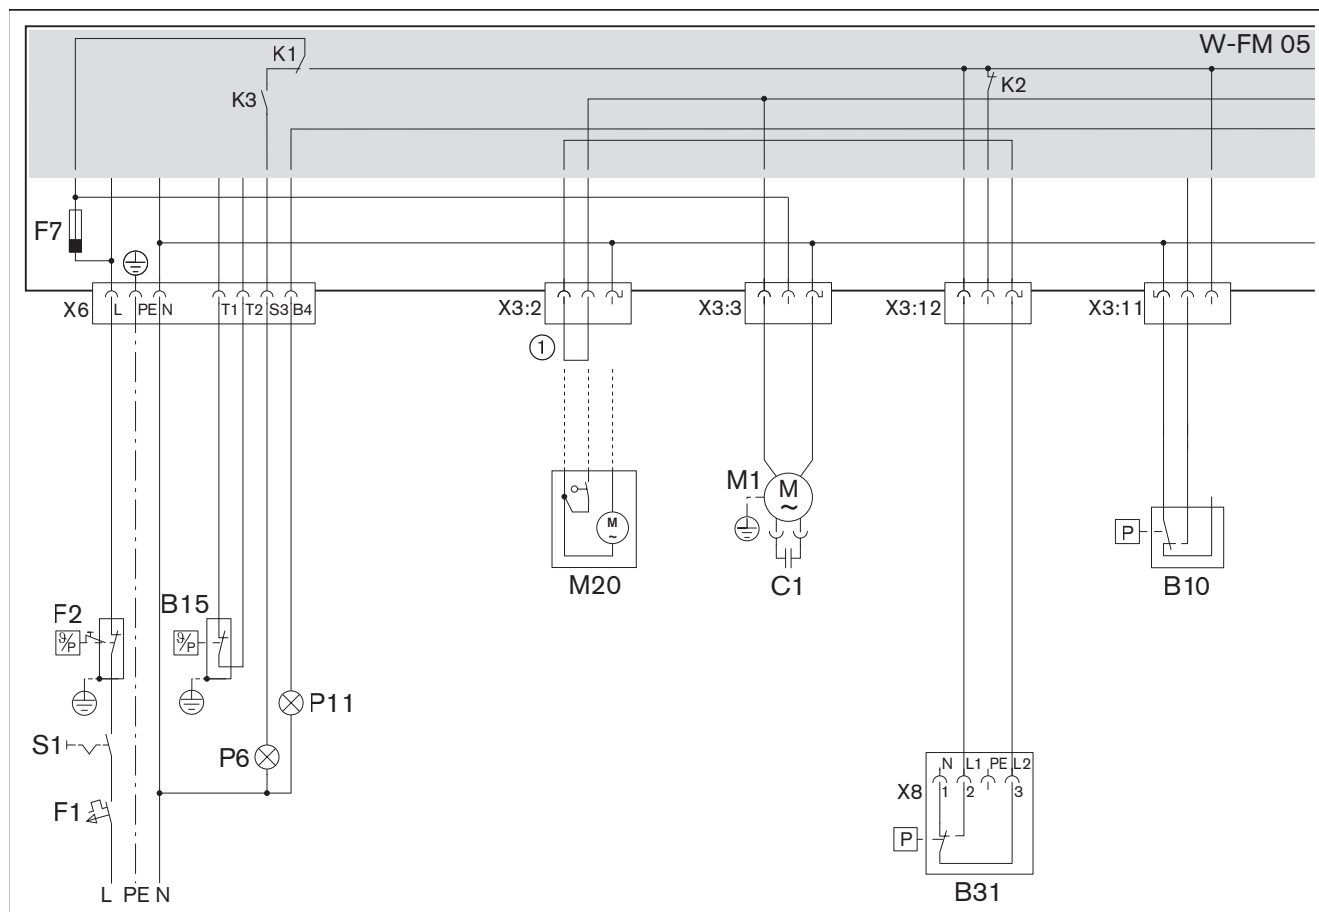 W-FM 05
K1
K3
K2
F7
X6
L
PE
N
T1
T2
S3
B4
X3:2
X3:3
X3:12
X3:11
1
M1
M
~
M
~
M20
C1
P
B10
F2
ϑ/P
B15
ϑ/P
P11
S1
P6
F1
N
L1
PE
L2
X8
1
2
3
P
B31
L PE N